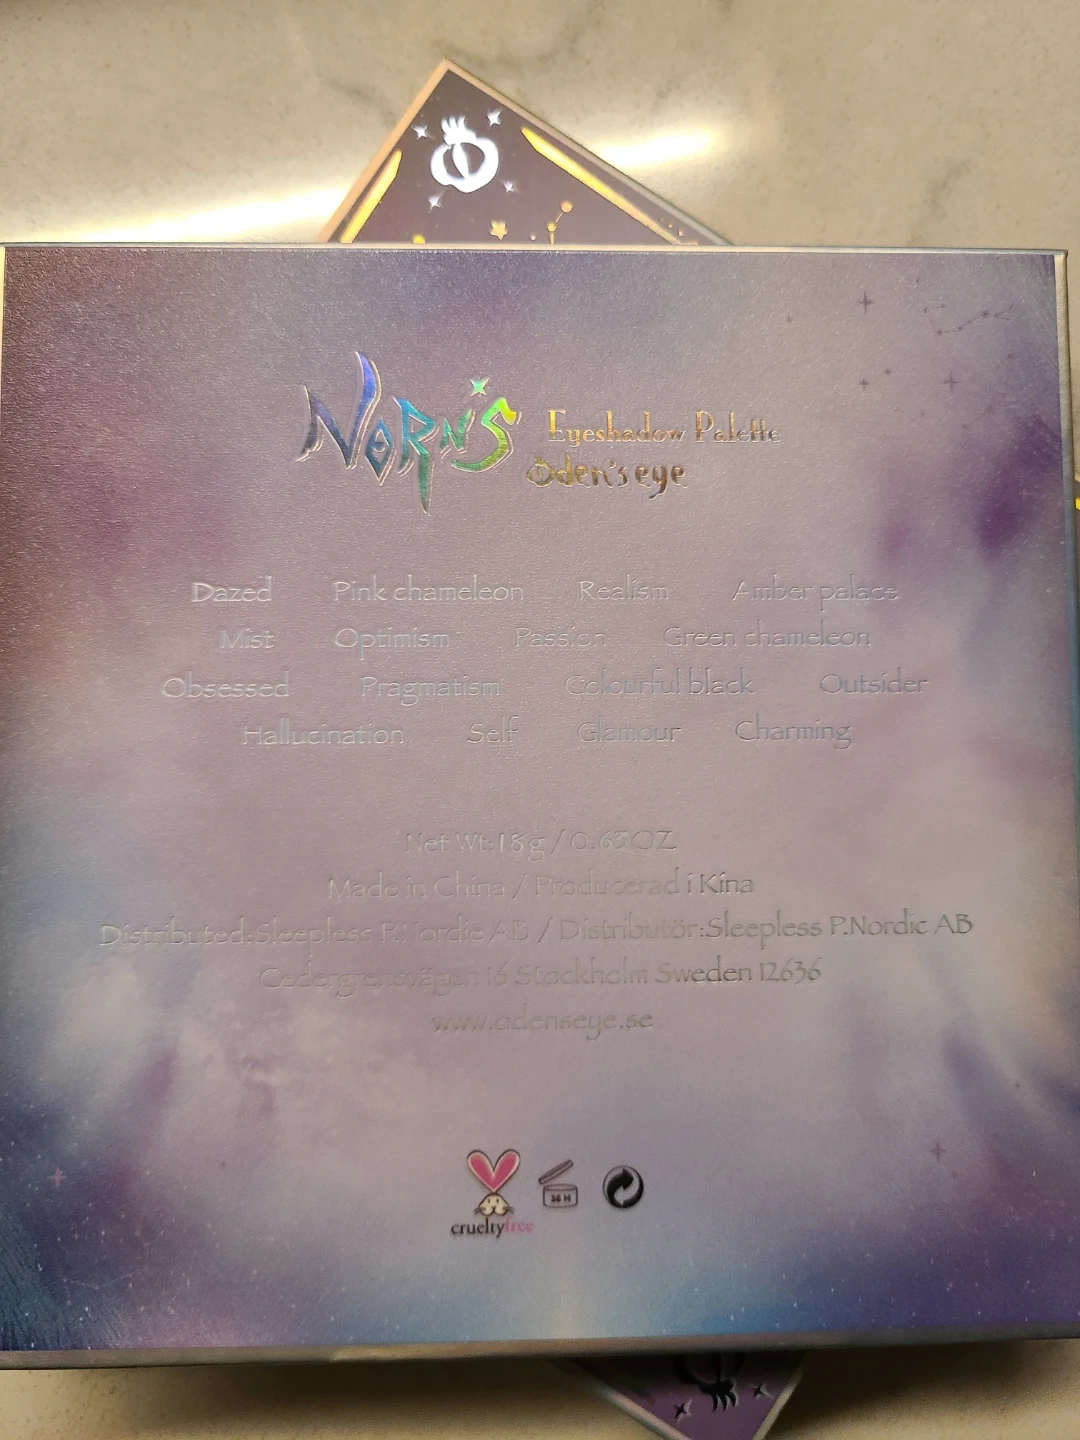 NORN'S Eyeshadow Palette
Oden's eye
Dazed Pink chameleon Realism Amber palace
Mist Optimism Passion Green chameleon
Obsessed Pragmatism Colourful black Outsider
Hallucination Self Glamour Charming
Net Wt:18g / 0.63OZ
Made in China / Producerad i Kina
Distributed:Sleepless P.Nordic AB / Distributör:Sleepless P.Nordic AB
16 Stockholm Sweden 12636
www.odenseye.se
crueltyfree
36 M